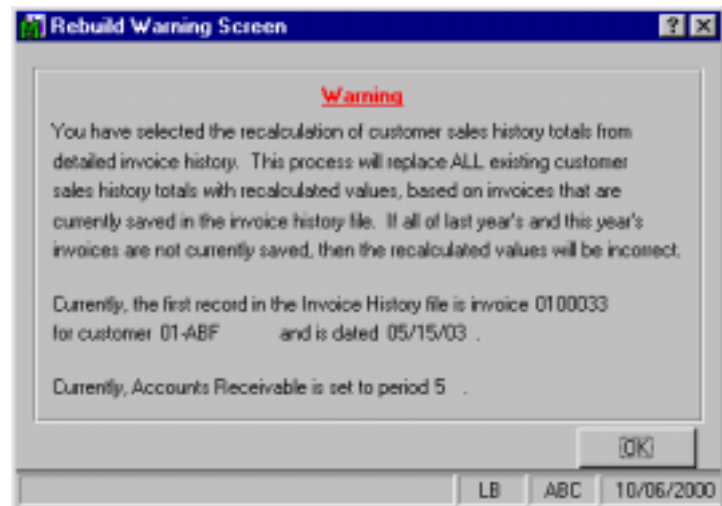 Rebuild Warning Screen
Warning
You have selected the recalculation of customer sales history totals from
detailed invoice history. This process will replace ALL existing customer
sales history totals with recalculated values, based on invoices that are
currently saved in the invoice history file. If all of last year's and this year's
invoices are not currently saved, then the recalculated values will be incorrect.
Currently, the first record in the Invoice History file is invoice 0100033
for customer 01-ABF and is dated 05/15/03 .
Currently, Accounts Receivable is set to period 5 .
OK
LB ABC 10/06/2000